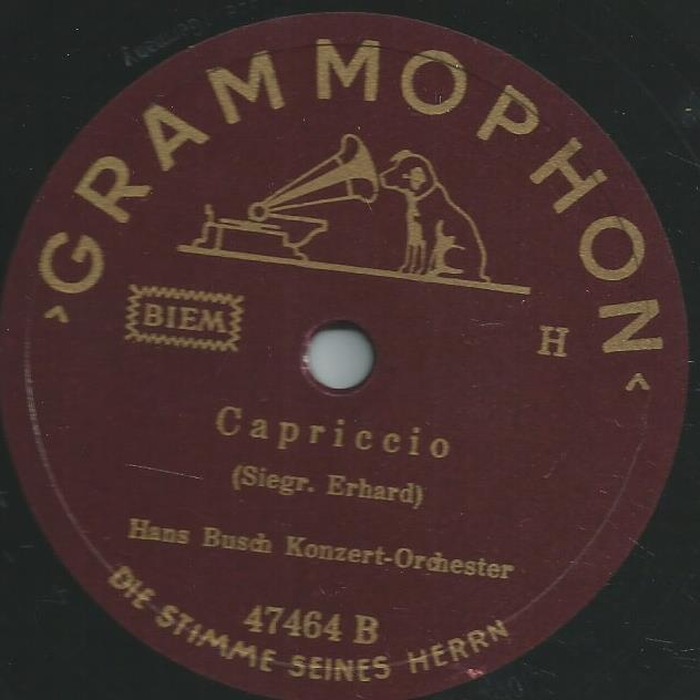 GRAMMOPHON
BIEM
H
Capriccio
(Siegr. Erhard)
Hans Busch Konzert-Orchester
47464 B
DIE STIMME SEINES HERRN